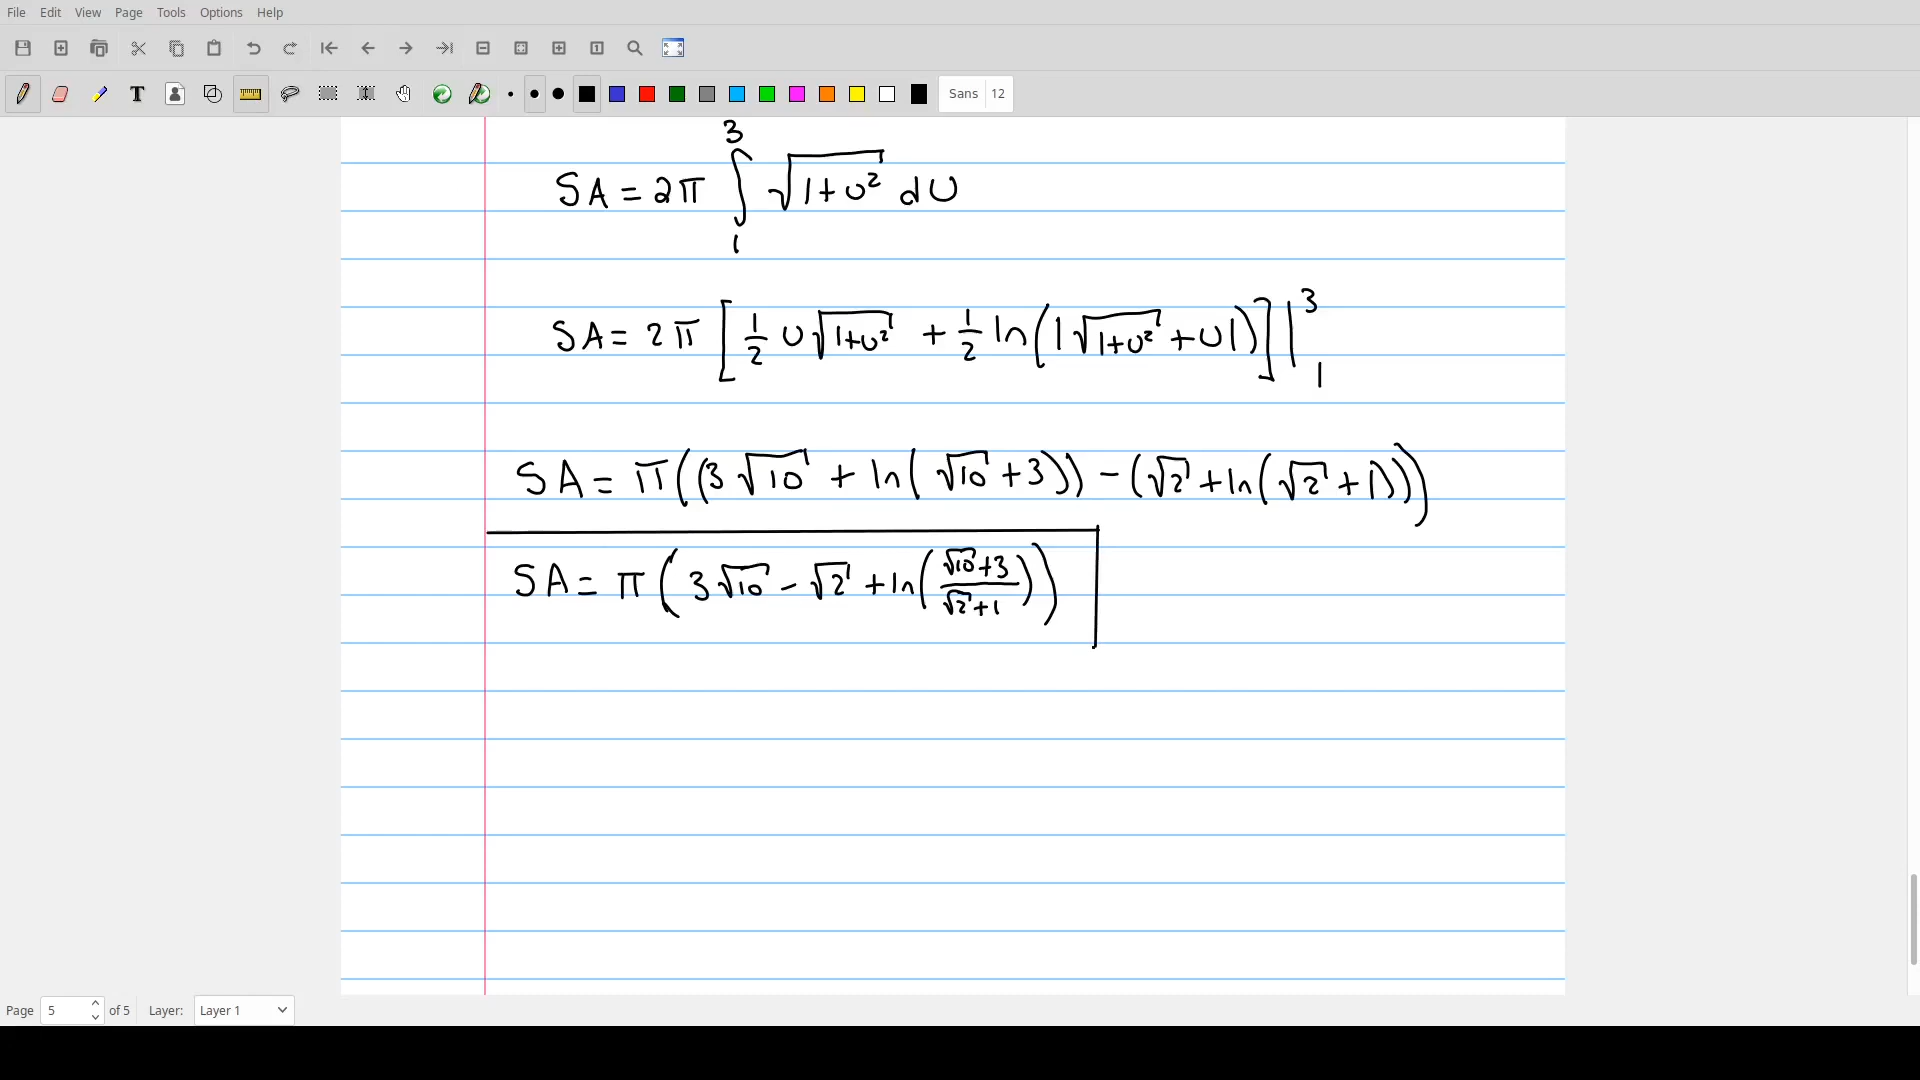 File Edit View Page Tools Options Help
T Sans 12
SA = 2π ∫₁³ √(1+u²) du
SA = 2π [½ u√(1+u²) + ½ ln(|√(1+u²) + u|)] |₁³
SA = π((3√10 + ln(√10 + 3)) − (√2 + ln(√2 + 1)))
SA = π(3√10 − √2 + ln((√10+3)/(√2+1)))
Page 5 of 5 Layer: Layer 1